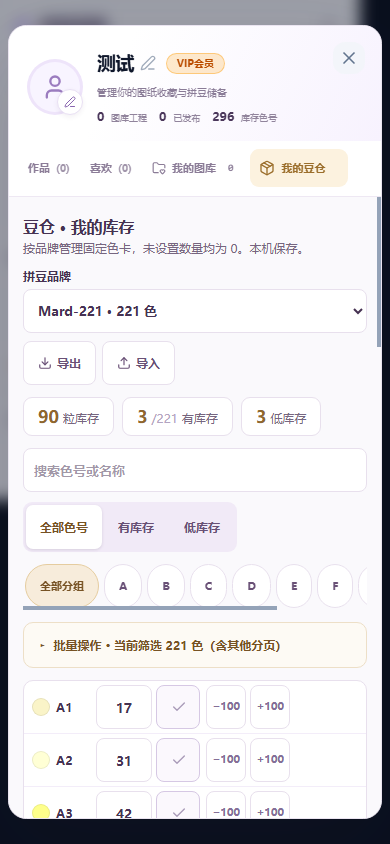 测试 VIP会员
管理你的图纸收藏与拼豆储备
0 图库工程 0 已发布 296 库存色号
作品 (0) 喜欢 (0) 我的图库 0 我的豆仓
豆仓 • 我的库存
按品牌管理固定色卡，未设置数量均为 0。本机保存。
拼豆品牌
Mard-221 • 221 色
导出 导入
90 粒库存 3 /221 有库存 3 低库存
搜索色号或名称
全部色号 有库存 低库存
全部分组 A B C D E F
▸ 批量操作 • 当前筛选 221 色（含其他分页）
A1 17 −100 +100
A2 31 −100 +100
A3 42 −100 +100